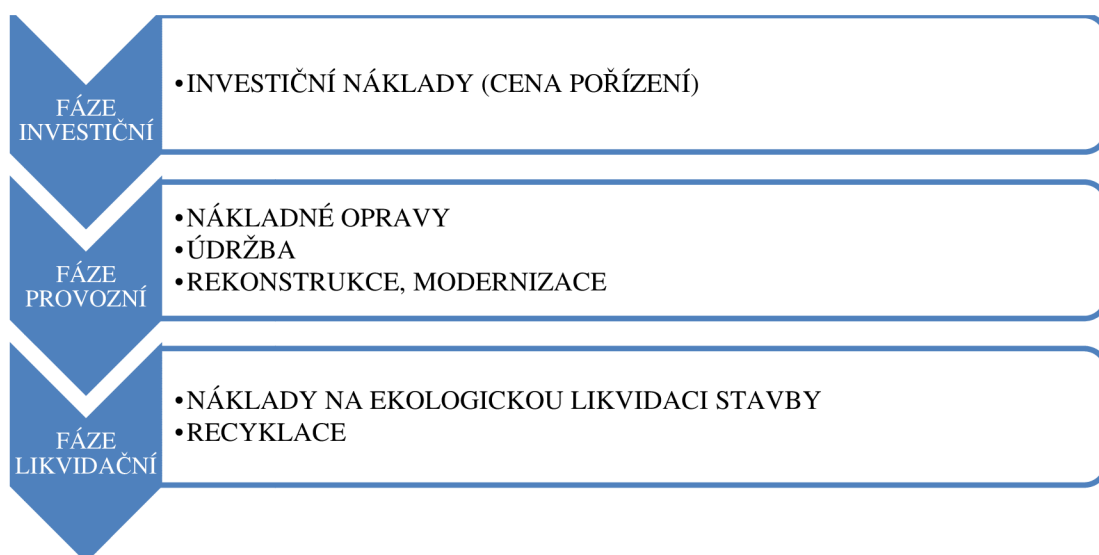 FÁZE
INVESTIČNÍ
•INVESTIČNÍ NÁKLADY (CENA POŘÍZENÍ)
FÁZE
PROVOZNÍ
•NÁKLADNÉ OPRAVY
•ÚDRŽBA
•REKONSTRUKCE, MODERNIZACE
FÁZE
LIKVIDAČNÍ
•NÁKLADY NA EKOLOGICKOU LIKVIDACI STAVBY
•RECYKLACE